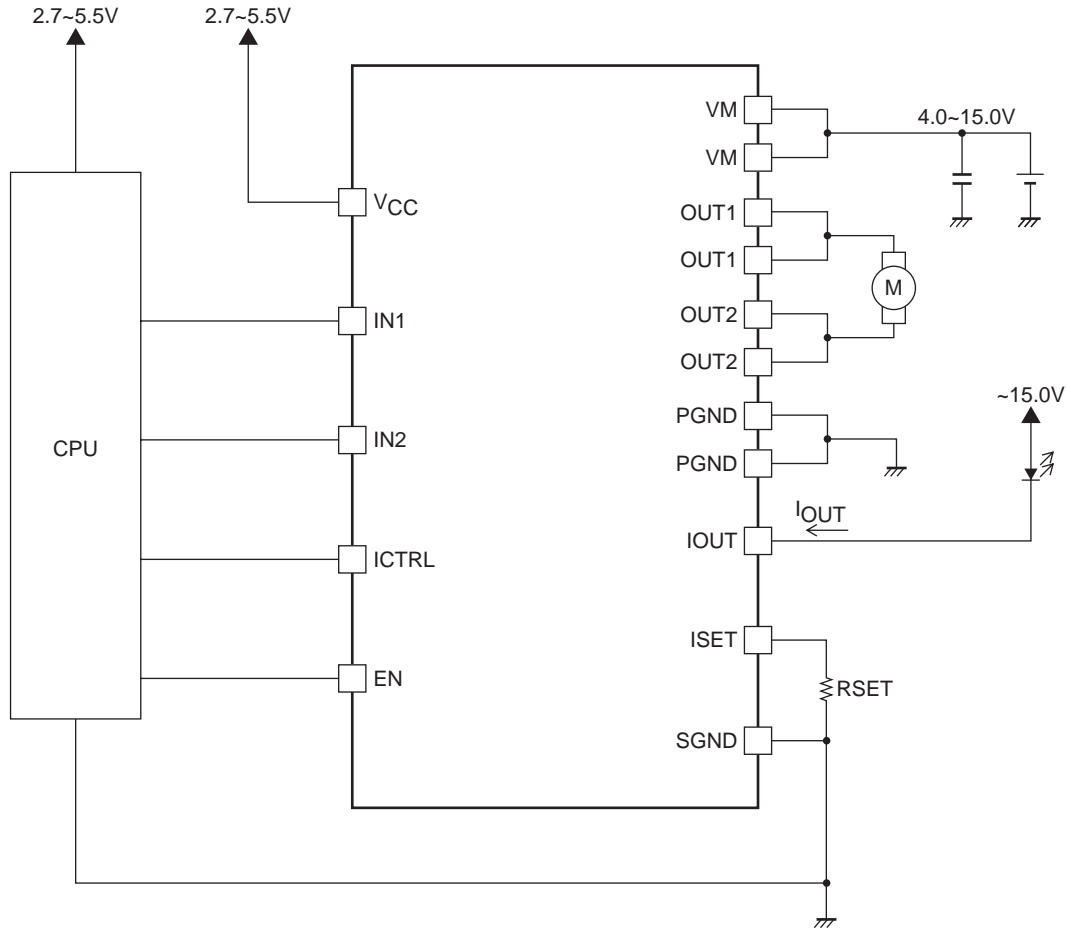 2.7~5.5V
2.7~5.5V
VM
4.0~15.0V
VM
VCC
OUT1
OUT1
M
IN1
OUT2
OUT2
~15.0V
PGND
CPU
IN2
PGND
IOUT
IOUT
ICTRL
ISET
EN
RSET
SGND